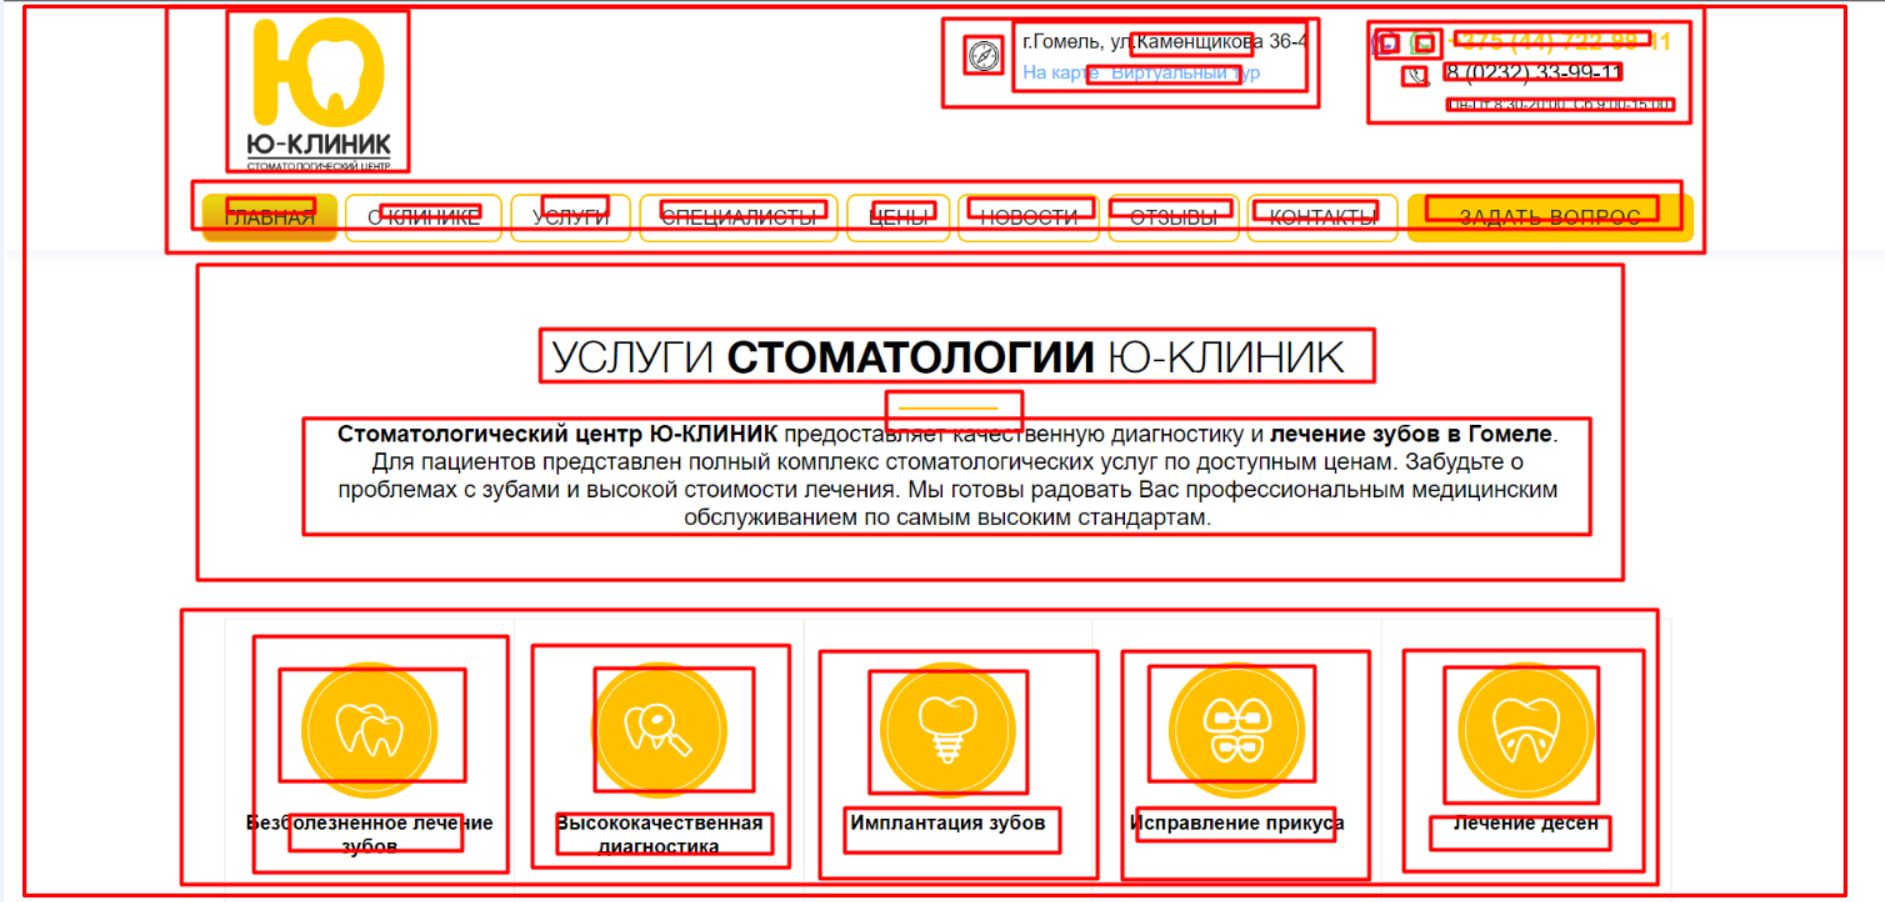 Ю-КЛИНИК
СТОМАТОЛОГИЧЕСКИЙ ЦЕНТР
г.Гомель, ул.Каменщикова 36-4
На карте Виртуальный тур
+375 (44) 722-99-11
8 (0232) 33-99-11
Пн-Пт 8:30-20:00, Сб 9:00-15:00
ГЛАВНАЯ О КЛИНИКЕ УСЛУГИ СПЕЦИАЛИСТЫ ЦЕНЫ НОВОСТИ ОТЗЫВЫ КОНТАКТЫ ЗАДАТЬ ВОПРОС
УСЛУГИ СТОМАТОЛОГИИ Ю-КЛИНИК
Стоматологический центр Ю-КЛИНИК предоставляет качественную диагностику и лечение зубов в Гомеле.
Для пациентов представлен полный комплекс стоматологических услуг по доступным ценам. Забудьте о
проблемах с зубами и высокой стоимости лечения. Мы готовы радовать Вас профессиональным медицинским
обслуживанием по самым высоким стандартам.
Безболезненное лечение
зубов
Высококачественная
диагностика
Имплантация зубов
Исправление прикуса
Лечение десен